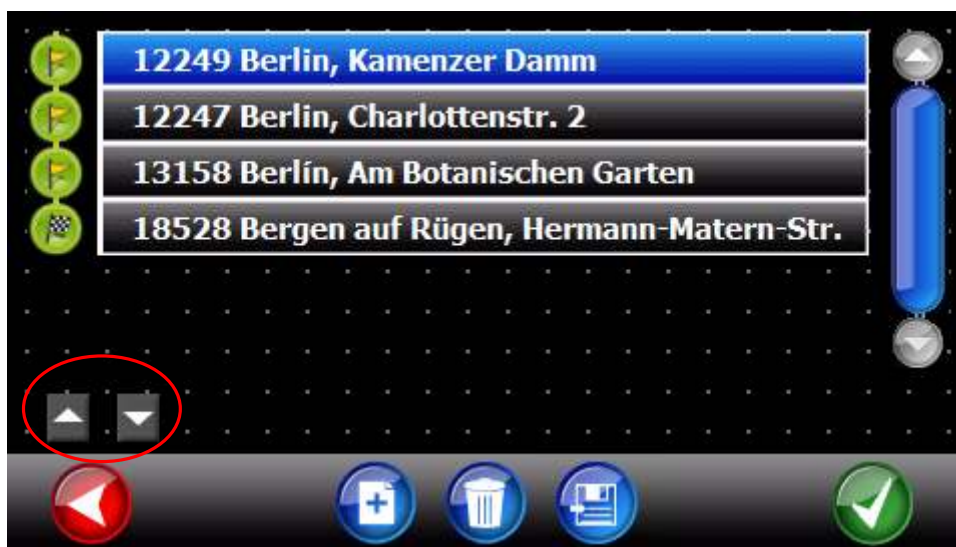 12249 Berlin, Kamenzer Damm
12247 Berlin, Charlottenstr. 2
13158 Berlín, Am Botanischen Garten
18528 Bergen auf Rügen, Hermann-Matern-Str.